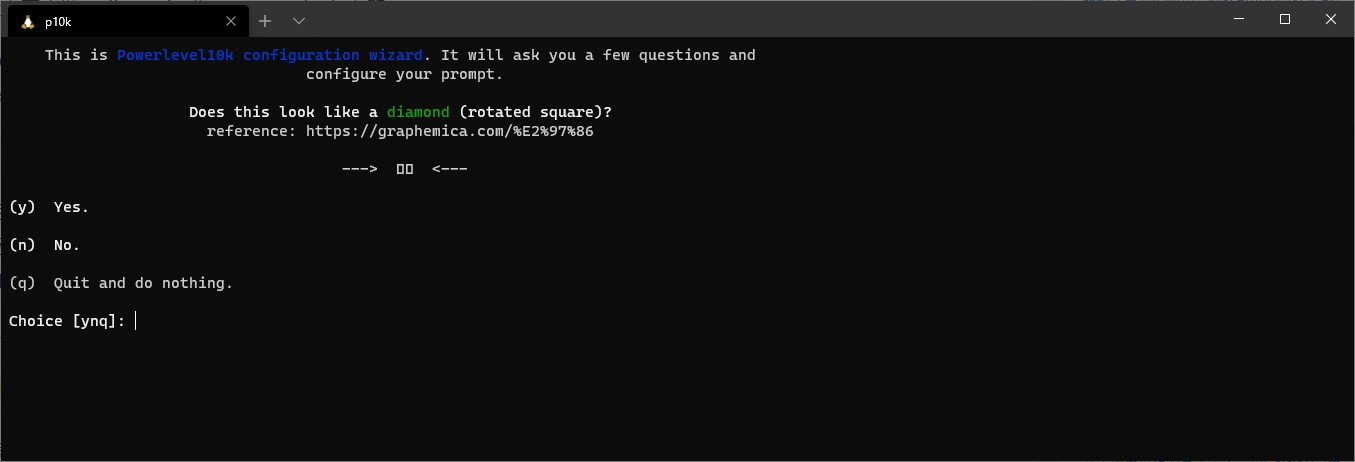 p10k
This is Powerlevel10k configuration wizard. It will ask you a few questions and
configure your prompt.
Does this look like a diamond (rotated square)?
reference: https://graphemica.com/%E2%97%86
---> ▯▯ <---
(y) Yes.
(n) No.
(q) Quit and do nothing.
Choice [ynq]: